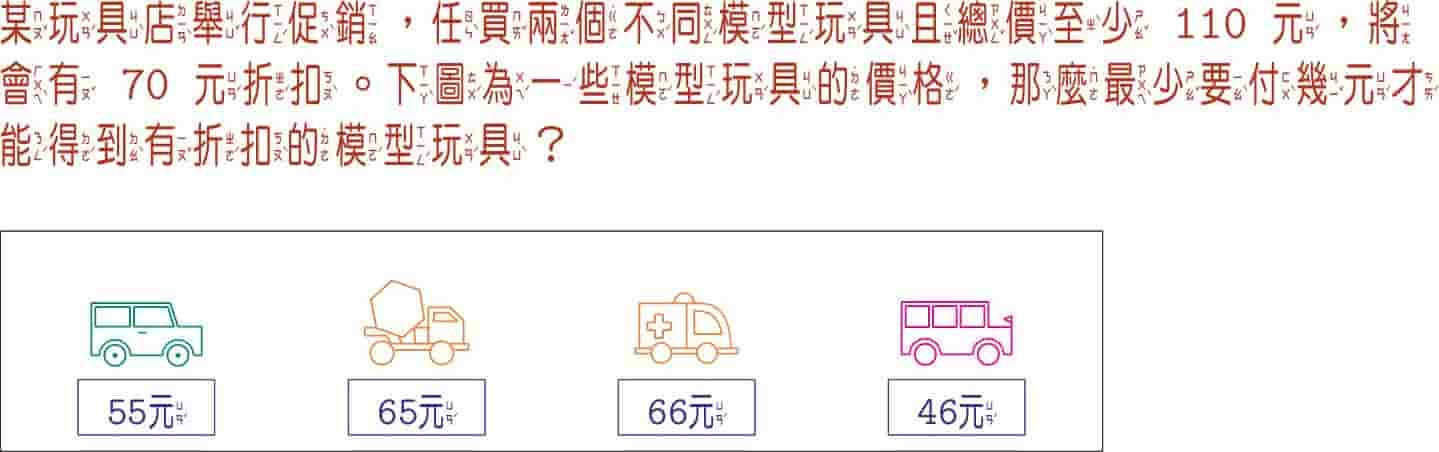 某玩具店舉行促銷，任買兩個不同模型玩具且總價至少 110 元，將
會有 70 元折扣。下圖為一些模型玩具的價格，那麼最少要付幾元才
能得到有折扣的模型玩具？
55元 65元 66元 46元